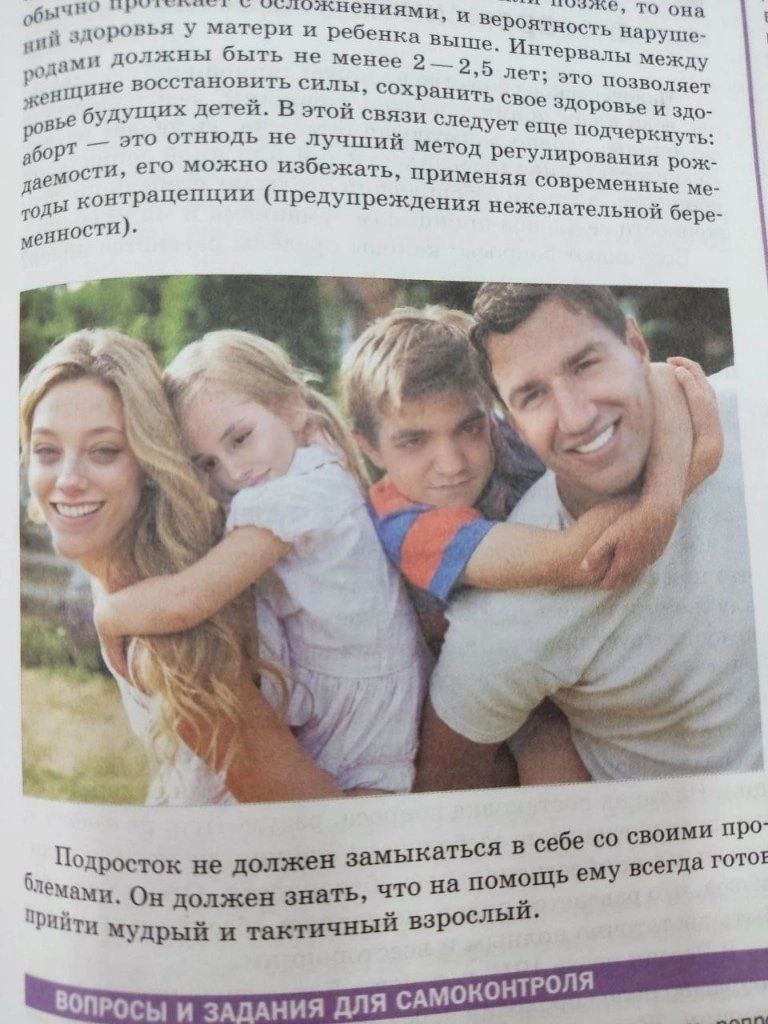 обычно протекает с осложнениями, и вероятность наруше-
ний здоровья у матери и ребенка выше. Интервалы между
родами должны быть не менее 2—2,5 лет; это позволяет
женщине восстановить силы, сохранить свое здоровье и здо-
ровье будущих детей. В этой связи следует еще подчеркнуть:
аборт — это отнюдь не лучший метод регулирования рож-
даемости, его можно избежать, применяя современные ме-
тоды контрацепции (предупреждения нежелательной бере-
менности).
Подросток не должен замыкаться в себе со своими про-
блемами. Он должен знать, что на помощь ему всегда готов
прийти мудрый и тактичный взрослый.
ВОПРОСЫ И ЗАДАНИЯ ДЛЯ САМОКОНТРОЛЯ